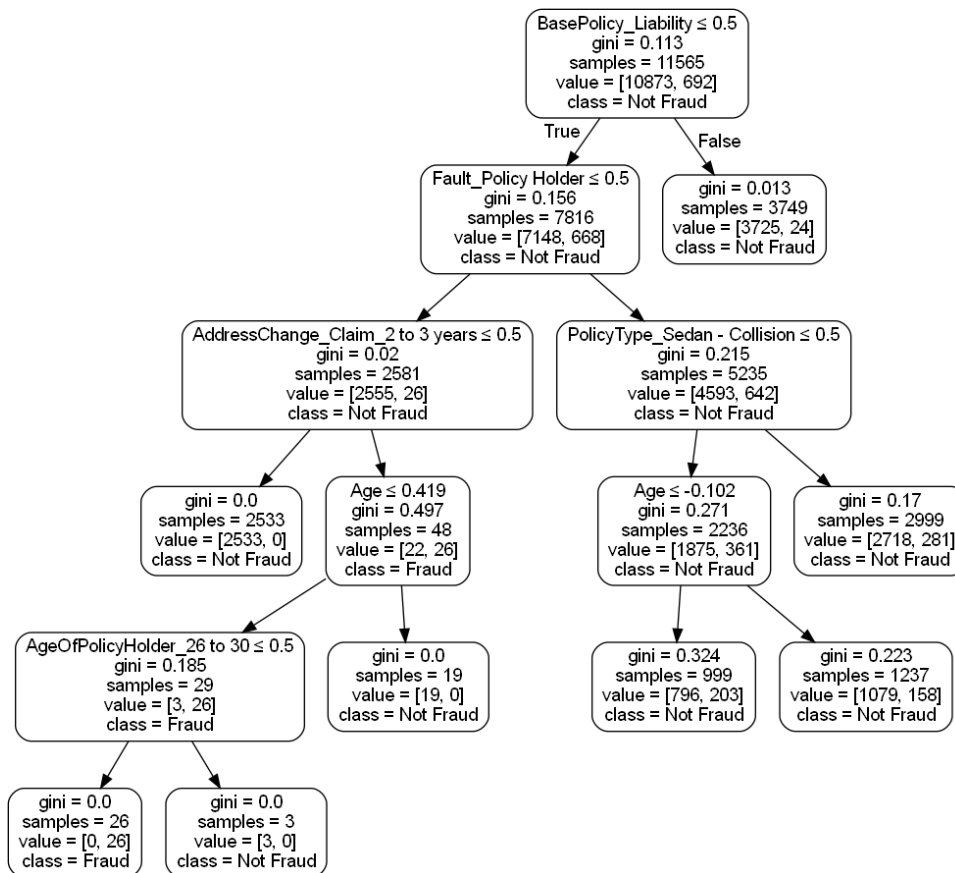 BasePolicy_Liability ≤ 0.5
gini = 0.113
samples = 11565
value = [10873, 692]
class = Not Fraud
True
False
Fault_Policy Holder ≤ 0.5
gini = 0.156
samples = 7816
value = [7148, 668]
class = Not Fraud
gini = 0.013
samples = 3749
value = [3725, 24]
class = Not Fraud
AddressChange_Claim_2 to 3 years ≤ 0.5
gini = 0.02
samples = 2581
value = [2555, 26]
class = Not Fraud
PolicyType_Sedan - Collision ≤ 0.5
gini = 0.215
samples = 5235
value = [4593, 642]
class = Not Fraud
gini = 0.0
samples = 2533
value = [2533, 0]
class = Not Fraud
Age ≤ 0.419
gini = 0.497
samples = 48
value = [22, 26]
class = Fraud
Age ≤ -0.102
gini = 0.271
samples = 2236
value = [1875, 361]
class = Not Fraud
gini = 0.17
samples = 2999
value = [2718, 281]
class = Not Fraud
AgeOfPolicyHolder_26 to 30 ≤ 0.5
gini = 0.185
samples = 29
value = [3, 26]
class = Fraud
gini = 0.0
samples = 19
value = [19, 0]
class = Not Fraud
gini = 0.324
samples = 999
value = [796, 203]
class = Not Fraud
gini = 0.223
samples = 1237
value = [1079, 158]
class = Not Fraud
gini = 0.0
samples = 26
value = [0, 26]
class = Fraud
gini = 0.0
samples = 3
value = [3, 0]
class = Not Fraud